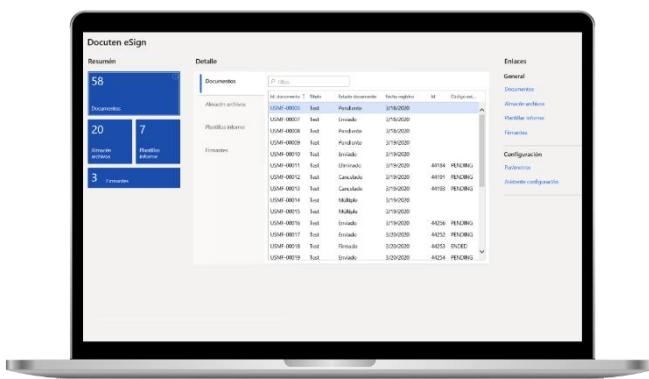 Docuten eSign
Resumén
58
Documentos
20
Almacén
archivos
7
Plantillas
informe
3 Firmantes
Detalle
Documentos
Almacén archivos
Plantillas informe
Firmantes
Filtro
Id. documento Título Estado documento Fecha registro Id Código est...
USMF-00006 Test Pendiente 3/18/2020
USMF-00007 Test Enviado 3/18/2020
USMF-00008 Test Pendiente 3/18/2020
USMF-00009 Test Pendiente 3/19/2020
USMF-00010 Test Enviado 3/19/2020
USMF-00011 Test Eliminado 3/19/2020 44184 PENDING
USMF-00012 Test Cancelado 3/19/2020 44191 PENDING
USMF-00013 Test Cancelado 3/19/2020 44193 PENDING
USMF-00014 Test Múltiple 3/19/2020
USMF-00015 Test Múltiple 3/19/2020
USMF-00016 Test Enviado 3/19/2020 44256 PENDING
USMF-00017 Test Enviado 3/20/2020 44252 PENDING
USMF-00018 Test Firmado 3/20/2020 44253 ENDED
USMF-00019 Test Enviado 3/20/2020 44254 PENDING
Enlaces
General
Documentos
Almacén archivos
Plantillas informe
Firmantes
Configuración
Parámetros
Asistente configuración